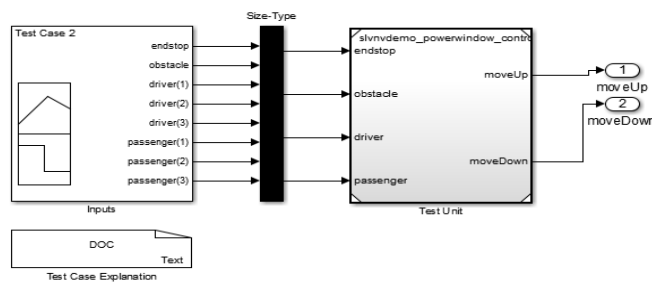 Size-Type
Test Case 2
endstop
obstacle
driver(1)
driver(2)
driver(3)
passenger(1)
passenger(2)
passenger(3)
Inputs
slvnvdemo_powerwindow_contro
endstop
obstacle
driver
passenger
moveUp
moveDown
Test Unit
1
moveUp
2
moveDown
DOC
Text
Test Case Explanation